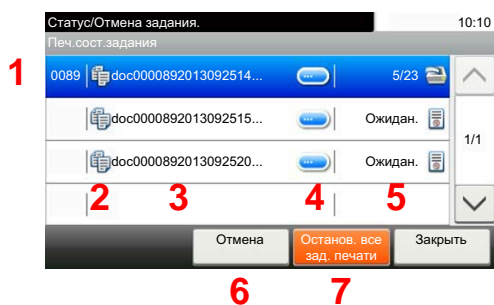 Статус/Отмена задания. 10:10
Печ.сост.задания
1 0089 doc0000892013092514... 5/23
doc0000892013092515... Ожидан.
1/1
doc0000892013092520... Ожидан.
2 3 4 5
Отмена Останов. все зад. печати Закрыть
6 7